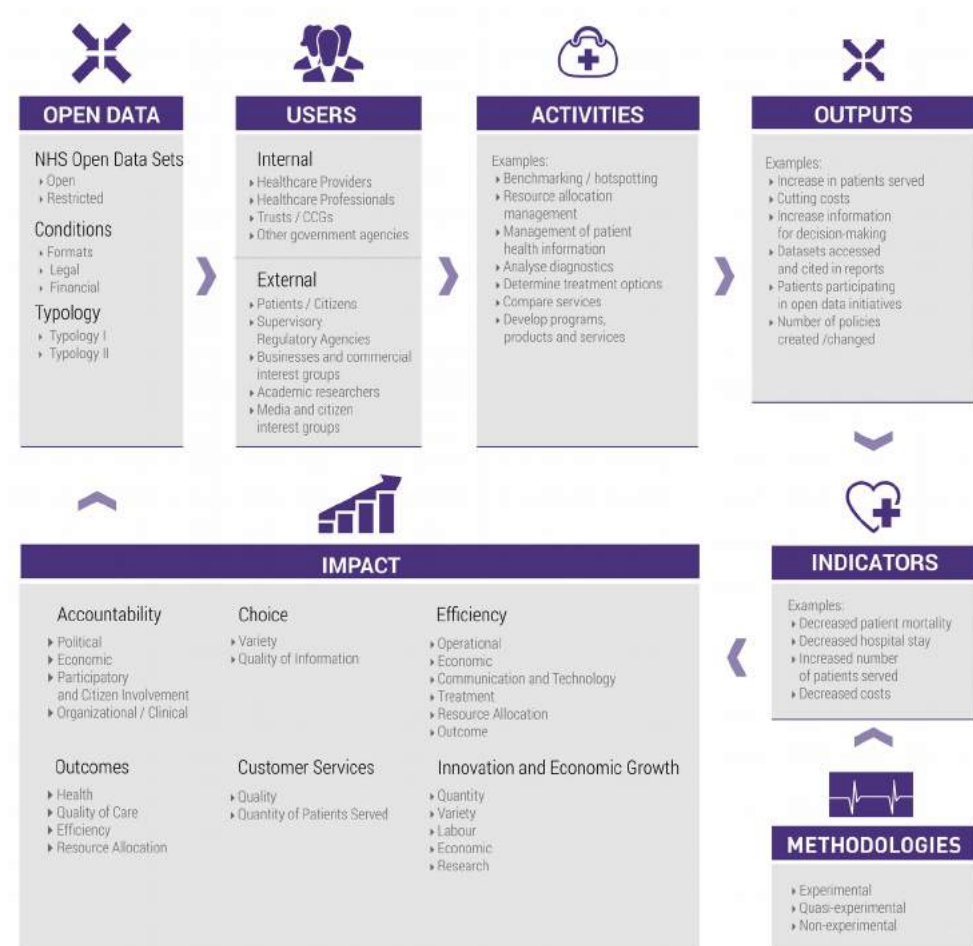 OPEN DATA
NHS Open Data Sets
Open
Restricted
Conditions
Formats
Legal
Financial
Typology
Typology I
Typology II
USERS
Internal
Healthcare Providers
Healthcare Professionals
Trusts / CCGs
Other government agencies
External
Patients / Citizens
Supervisory
Regulatory Agencies
Businesses and commercial
interest groups
Academic researchers
Media and citizen
interest groups
ACTIVITIES
Examples:
Benchmarking / hotspotting
Resource allocation
management
Management of patient
health information
Analyse diagnostics
Determine treatment options
Compare services
Develop programs,
products and services
OUTPUTS
Examples:
Increase in patients served
Cutting costs
Increase information
for decision-making
Datasets accessed
and cited in reports
Patients participating
in open data initiatives
Number of policies
created /changed
INDICATORS
Examples:
Decreased patient mortality
Decreased hospital stay
Increased number
of patients served
Decreased costs
METHODOLOGIES
Experimental
Quasi-experimental
Non-experimental
IMPACT
Accountability
Political
Economic
Participatory
and Citizen Involvement
Organizational / Clinical
Choice
Variety
Quality of Information
Efficiency
Operational
Economic
Communication and Technology
Treatment
Resource Allocation
Outcome
Outcomes
Health
Quality of Care
Efficiency
Resource Allocation
Customer Services
Quality
Quantity of Patients Served
Innovation and Economic Growth
Quantity
Variety
Labour
Economic
Research